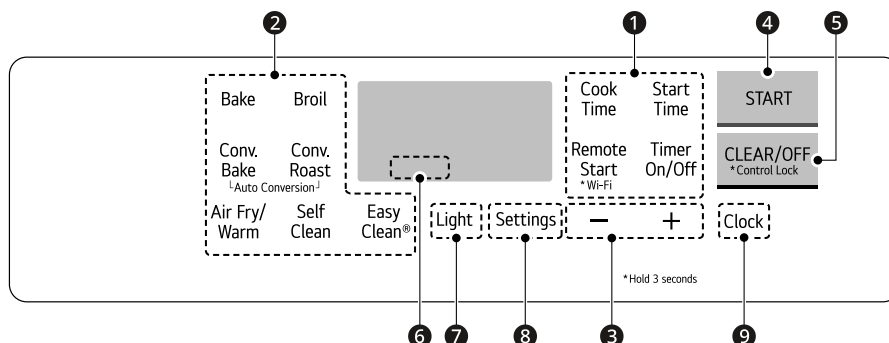 2
1
4
5
Bake
Broil
Cook
Time
Start
Time
START
Conv.
Bake
Conv.
Roast
└Auto Conversion┘
Remote
Start
*Wi-Fi
Timer
On/Off
CLEAR/OFF
*Control Lock
Air Fry/
Warm
Self
Clean
Easy
Clean®
Light
Settings
−
+
Clock
*Hold 3 seconds
6
7
8
3
9